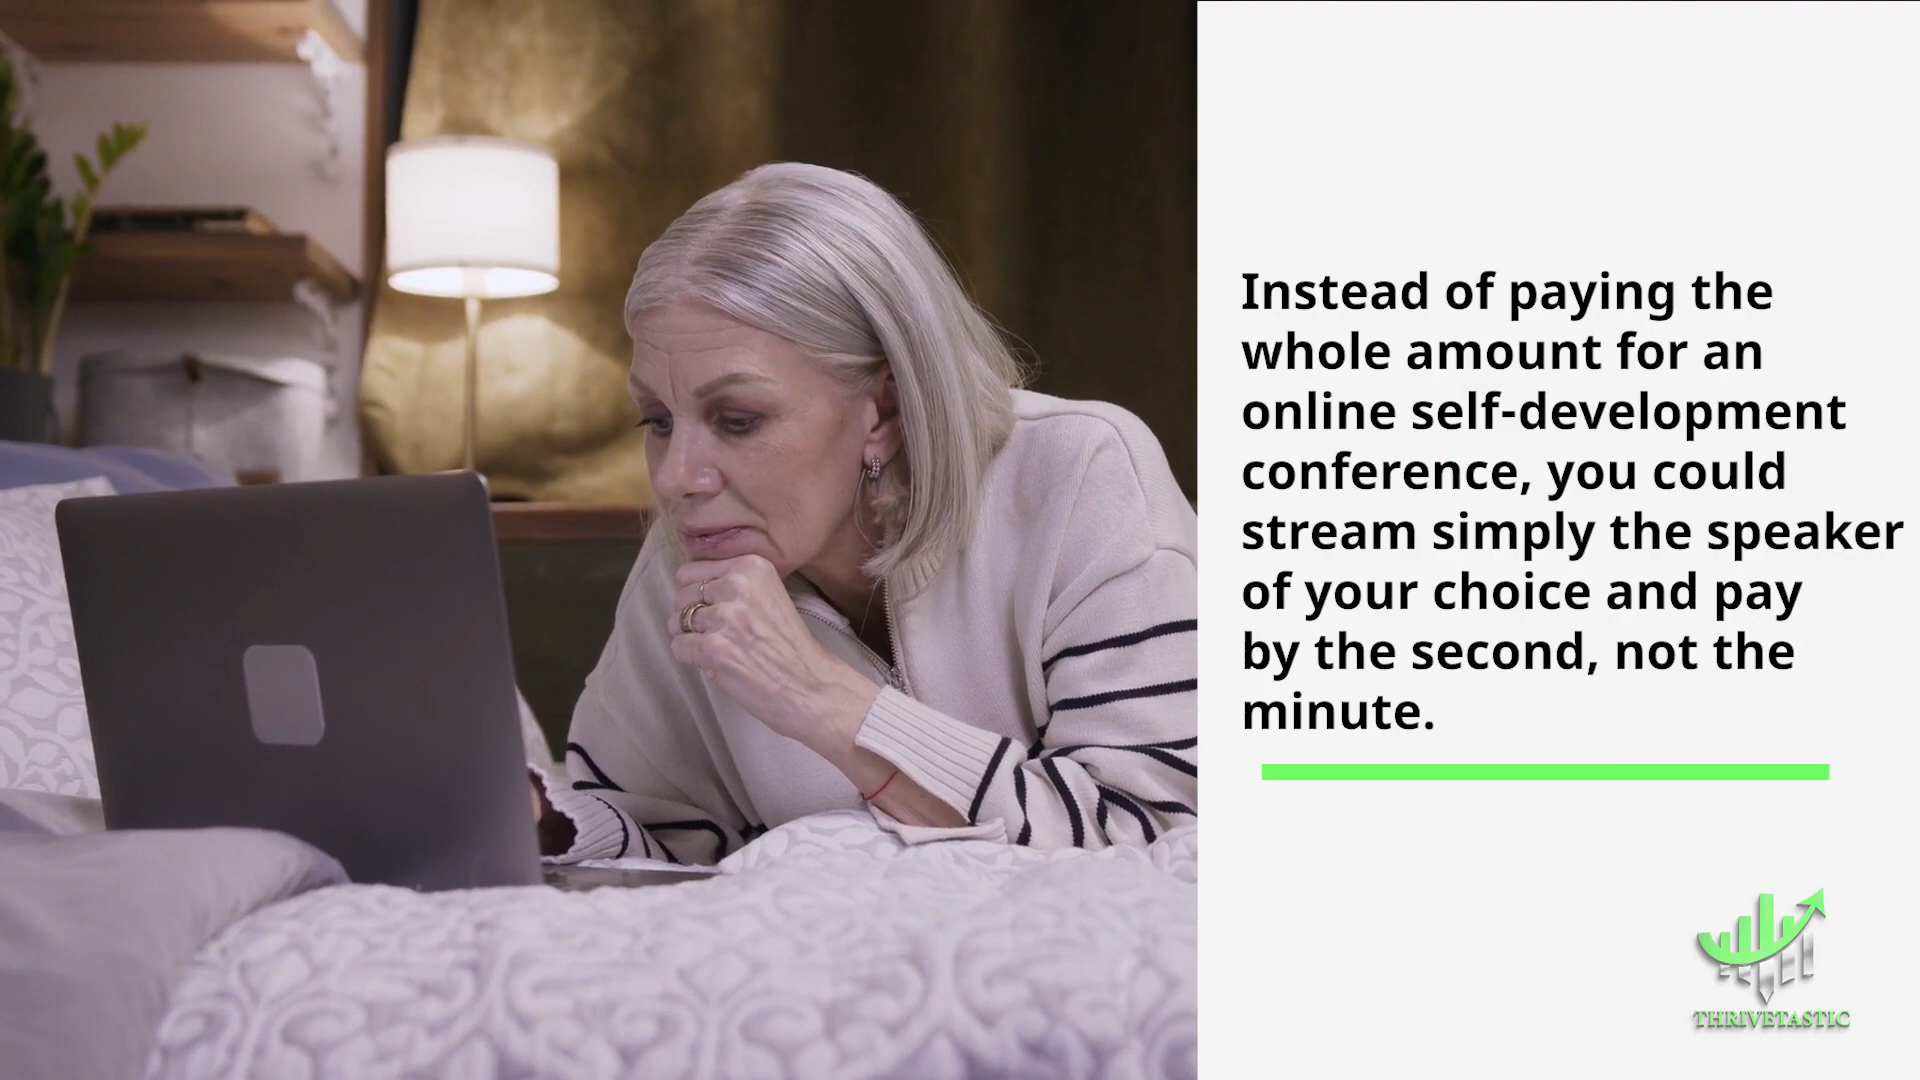 Instead of paying the
whole amount for an
online self-development
conference, you could
stream simply the speaker
of your choice and pay
by the second, not the
minute.
THRIVETASTIC